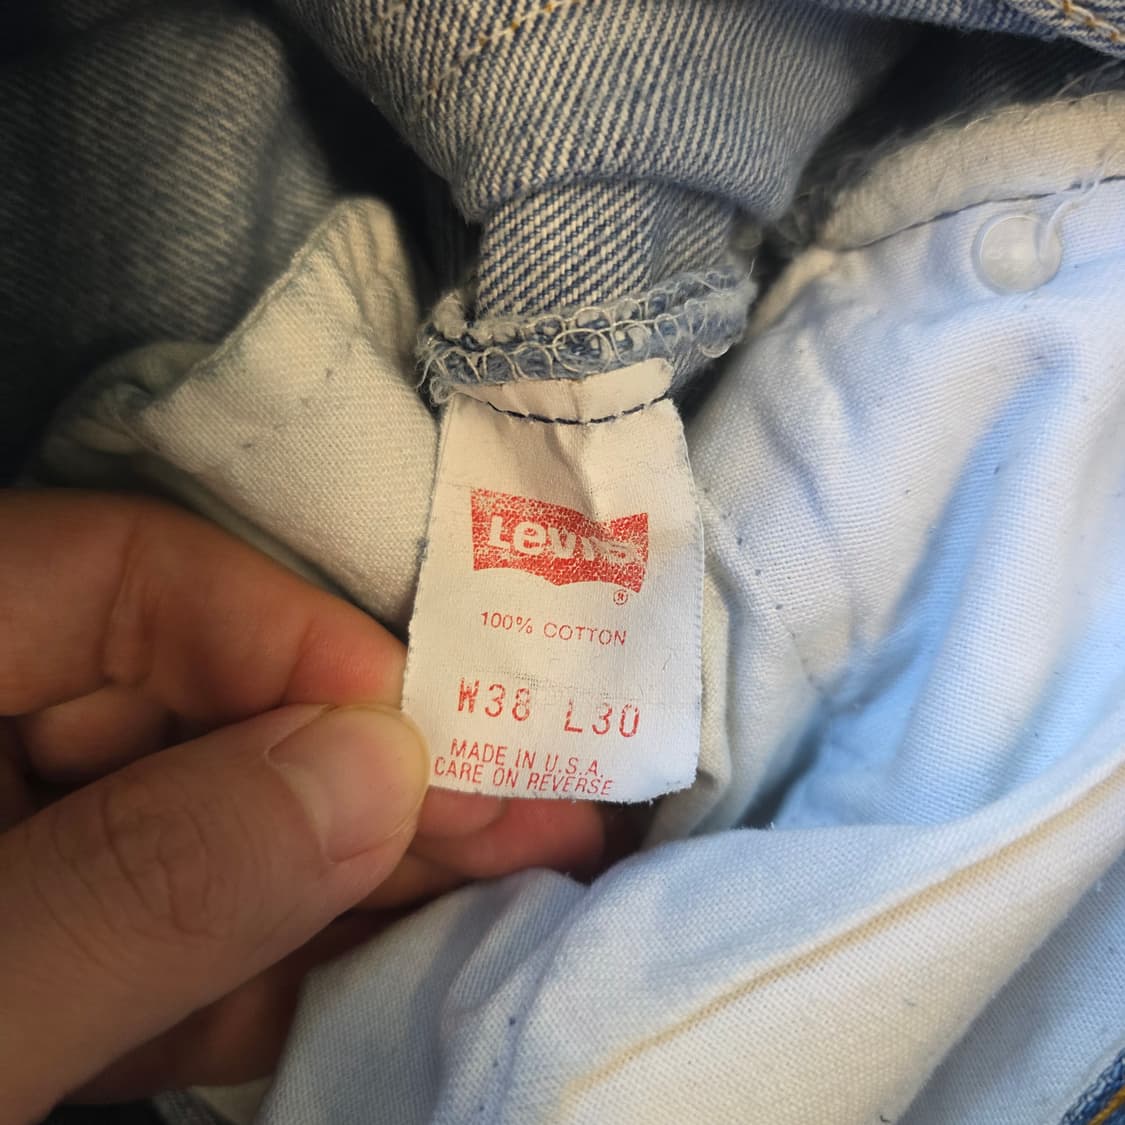 Levi's
®
100% COTTON
W38 L30
MADE IN U.S.A.
CARE ON REVERSE